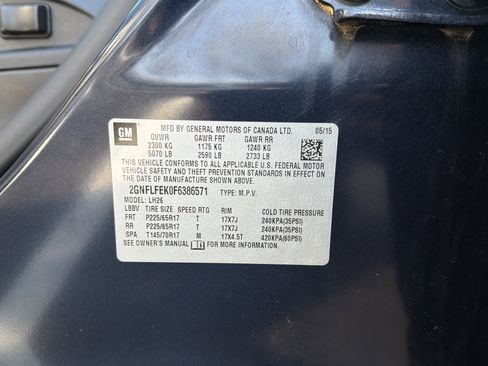 GM
MFD BY GENERAL MOTORS OF CANADA LTD. 05/15
GVWR GAWR FRT GAWR RR
2300 KG 1175 KG 1240 KG
5070 LB 2590 LB 2733 LB
THIS VEHICLE CONFORMS TO ALL APPLICABLE U.S. FEDERAL MOTOR
VEHICLE SAFETY AND THEFT PREVENTION STANDARDS IN EFFECT ON
THE DATE OF MANUFACTURE SHOWN ABOVE.
2GNFLFEK0F6386571 TYPE: M.P.V.
MODEL: LH26
LBBV TIRE SIZE SPEED RTG RIM COLD TIRE PRESSURE
FRT P225/65R17 T 17X7J 240KPA(35PSI)
RR P225/65R17 T 17X7J 240KPA(35PSI)
SPA T145/70R17 M 17X4.5T 420KPA(60PSI)
SEE OWNER'S MANUAL FOR MORE INFORMATION.